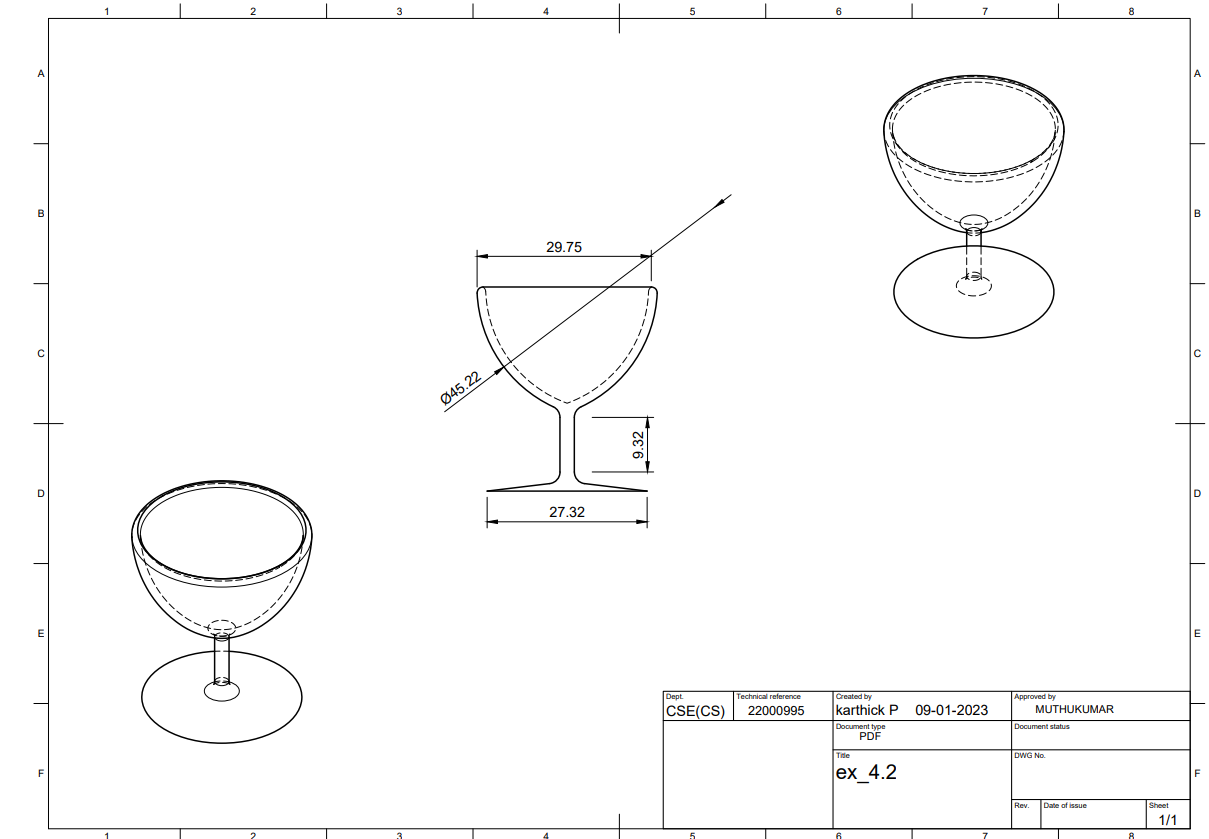 1 2 3 4 5 6 7 8
A A
B B
C C
D D
E E
F F
29.75
Ø45.22
9.32
27.32
Dept. Technical reference Created by Approved by
CSE(CS) 22000995 karthick P 09-01-2023 MUTHUKUMAR
Document type Document status
PDF
Title DWG No.
ex_4.2
Rev. Date of issue Sheet
1/1
1 2 3 4 5 6 7 8